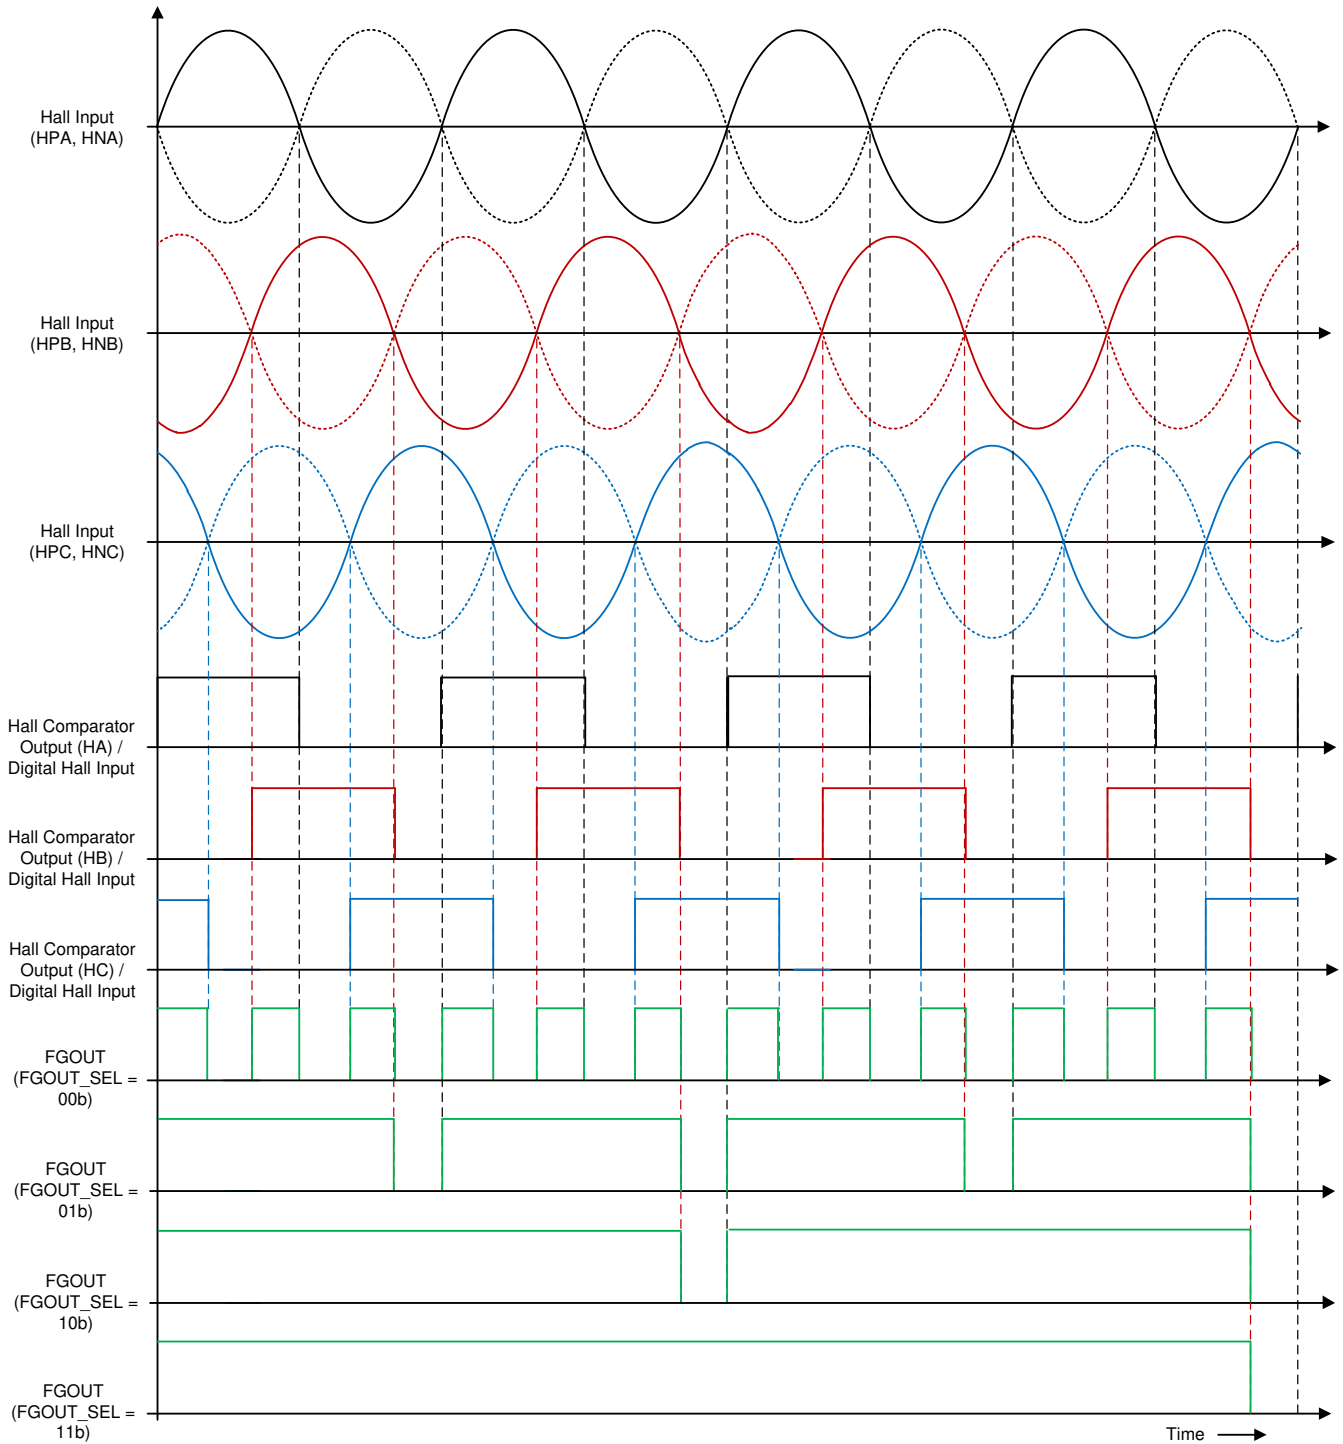 Hall Input
(HPA, HNA)
Hall Input
(HPB, HNB)
Hall Input
(HPC, HNC)
Hall Comparator
Output (HA) /
Digital Hall Input
Hall Comparator
Output (HB) /
Digital Hall Input
Hall Comparator
Output (HC) /
Digital Hall Input
FGOUT
(FGOUT_SEL =
00b)
FGOUT
(FGOUT_SEL =
01b)
FGOUT
(FGOUT_SEL =
10b)
FGOUT
(FGOUT_SEL =
11b)
Time